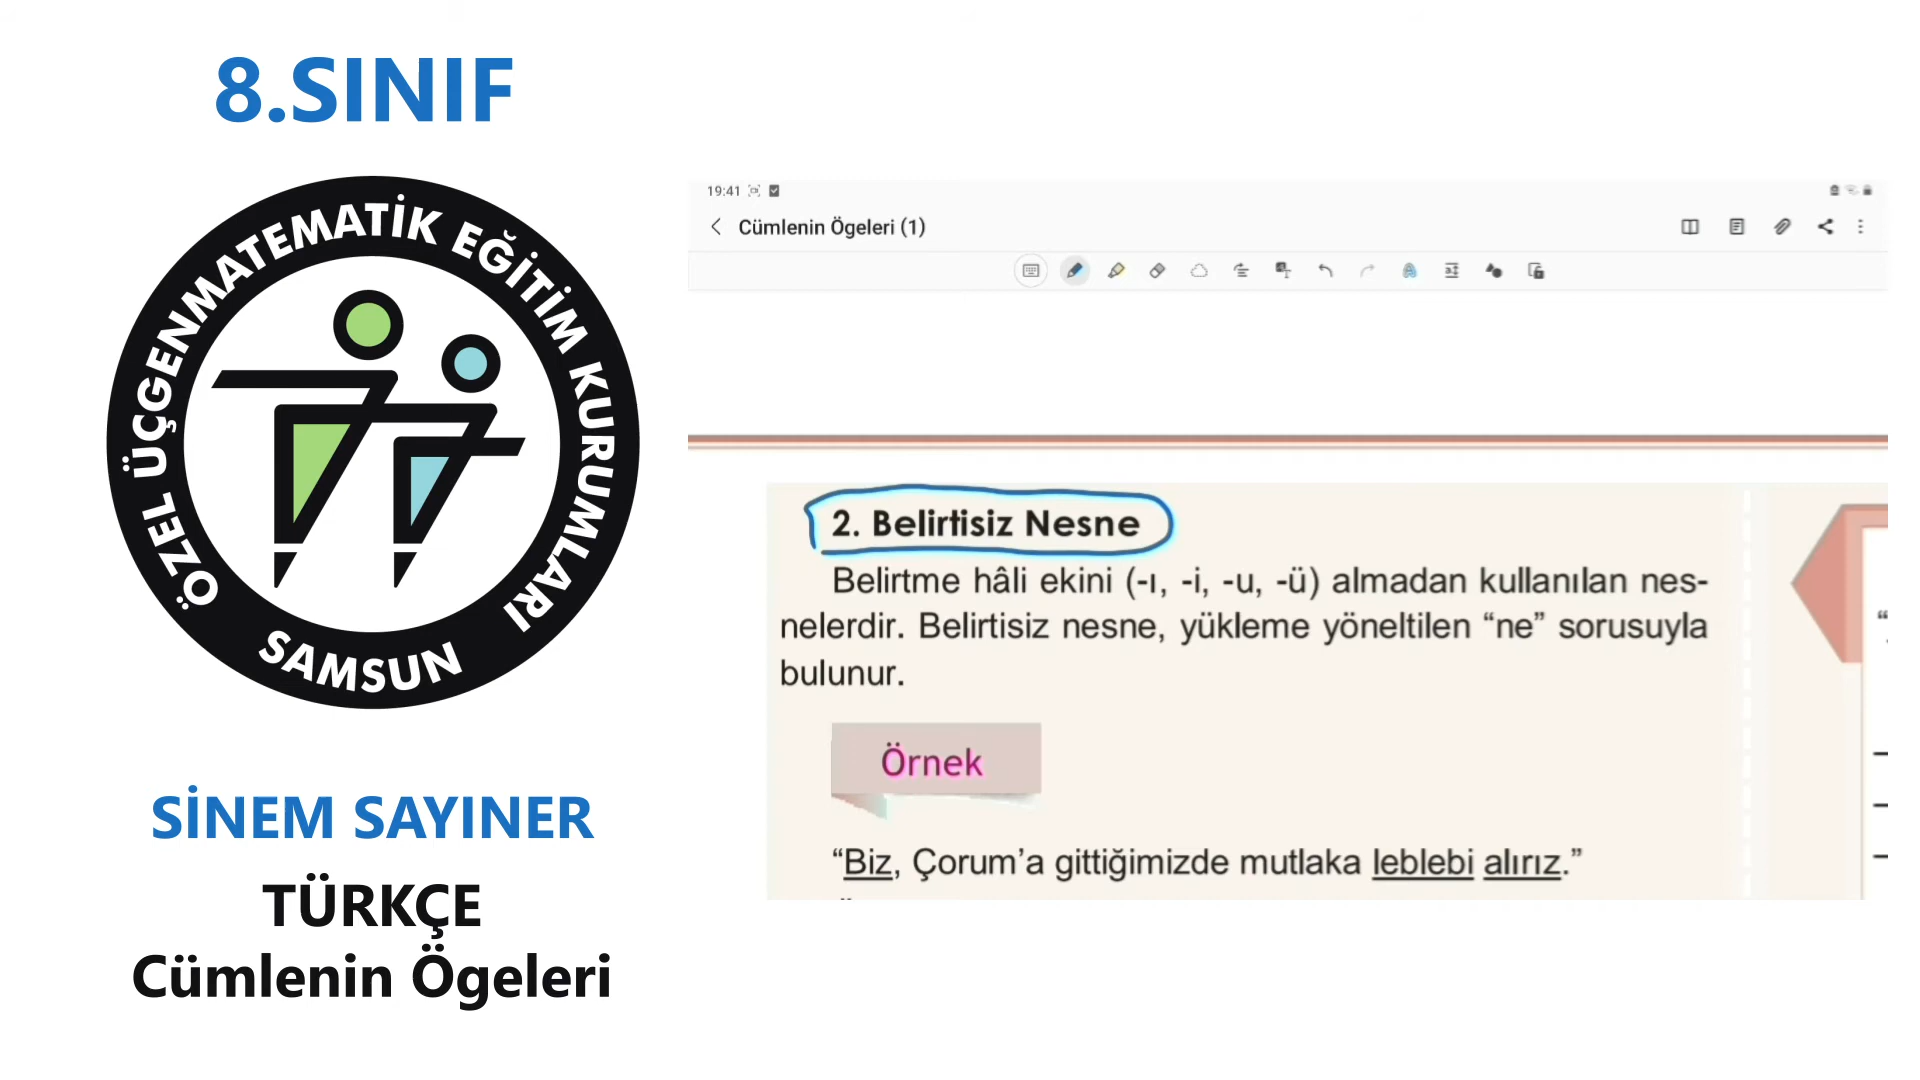 8.SINIF
ÖZEL ÜÇGENMATEMATİK EĞİTİM KURUMLARI
SAMSUN
SİNEM SAYINER
TÜRKÇE
Cümlenin Ögeleri
19:41
Cümlenin Ögeleri (1)
2. Belirtisiz Nesne
Belirtme hâli ekini (-ı, -i, -u, -ü) almadan kullanılan nes-
nelerdir. Belirtisiz nesne, yükleme yöneltilen “ne” sorusuyla
bulunur.
Örnek
“Biz, Çorum’a gittiğimizde mutlaka leblebi alırız.”